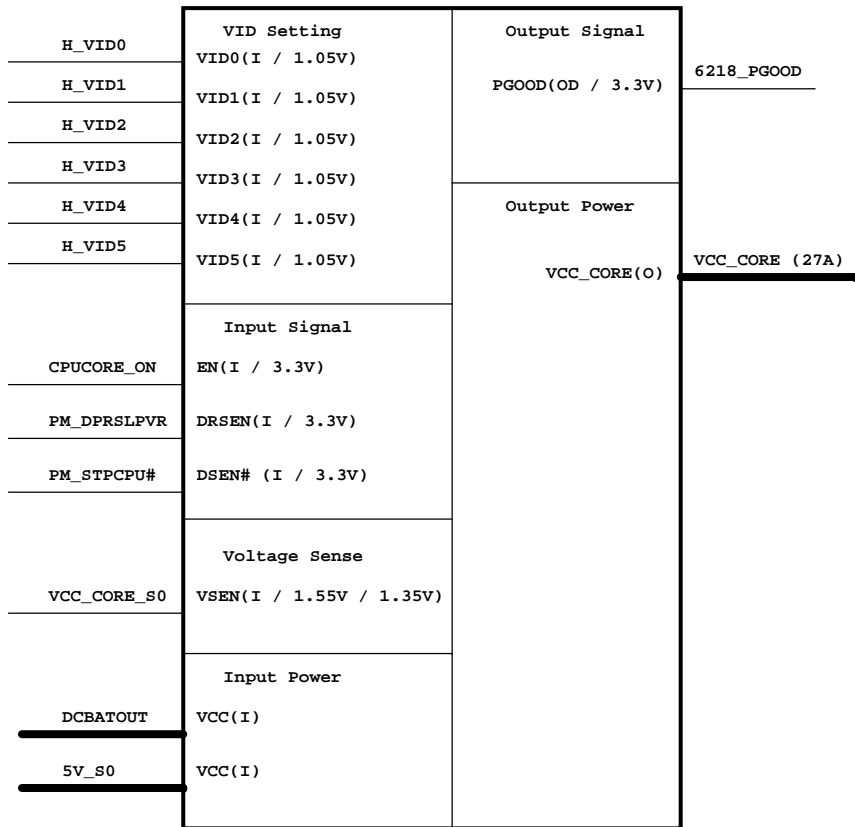 VID Setting
Output Signal
H_VID0
VID0(I / 1.05V)
H_VID1
VID1(I / 1.05V)
PGOOD(OD / 3.3V)
6218_PGOOD
H_VID2
VID2(I / 1.05V)
H_VID3
VID3(I / 1.05V)
H_VID4
VID4(I / 1.05V)
Output Power
H_VID5
VID5(I / 1.05V)
VCC_CORE(O)
VCC_CORE (27A)
Input Signal
CPUCORE_ON
EN(I / 3.3V)
PM_DPRSLPVR
DRSEN(I / 3.3V)
PM_STPCPU#
DSEN# (I / 3.3V)
Voltage Sense
VCC_CORE_S0
VSEN(I / 1.55V / 1.35V)
Input Power
DCBATOUT
VCC(I)
5V_S0
VCC(I)